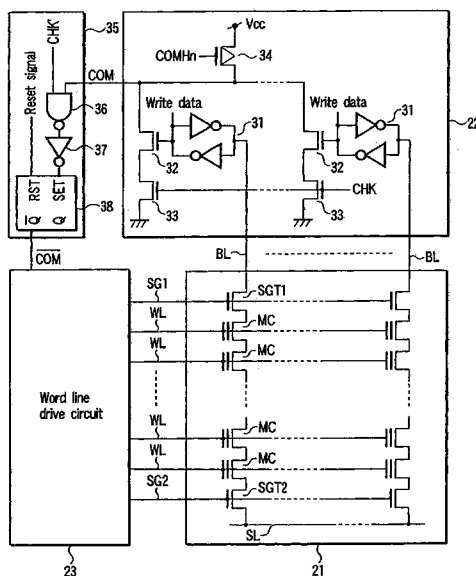 CHK'
35
Reset signal
COM
36
37
RST
SET
Q
Q
38
COM
Vcc
COMHn
34
Write data
31
Write data
31
22
32
32
33
33
CHK
BL
BL
SG1
SGT1
WL
MC
WL
MC
Word line
drive circuit
WL
MC
WL
MC
SG2
SGT2
SL
23
21